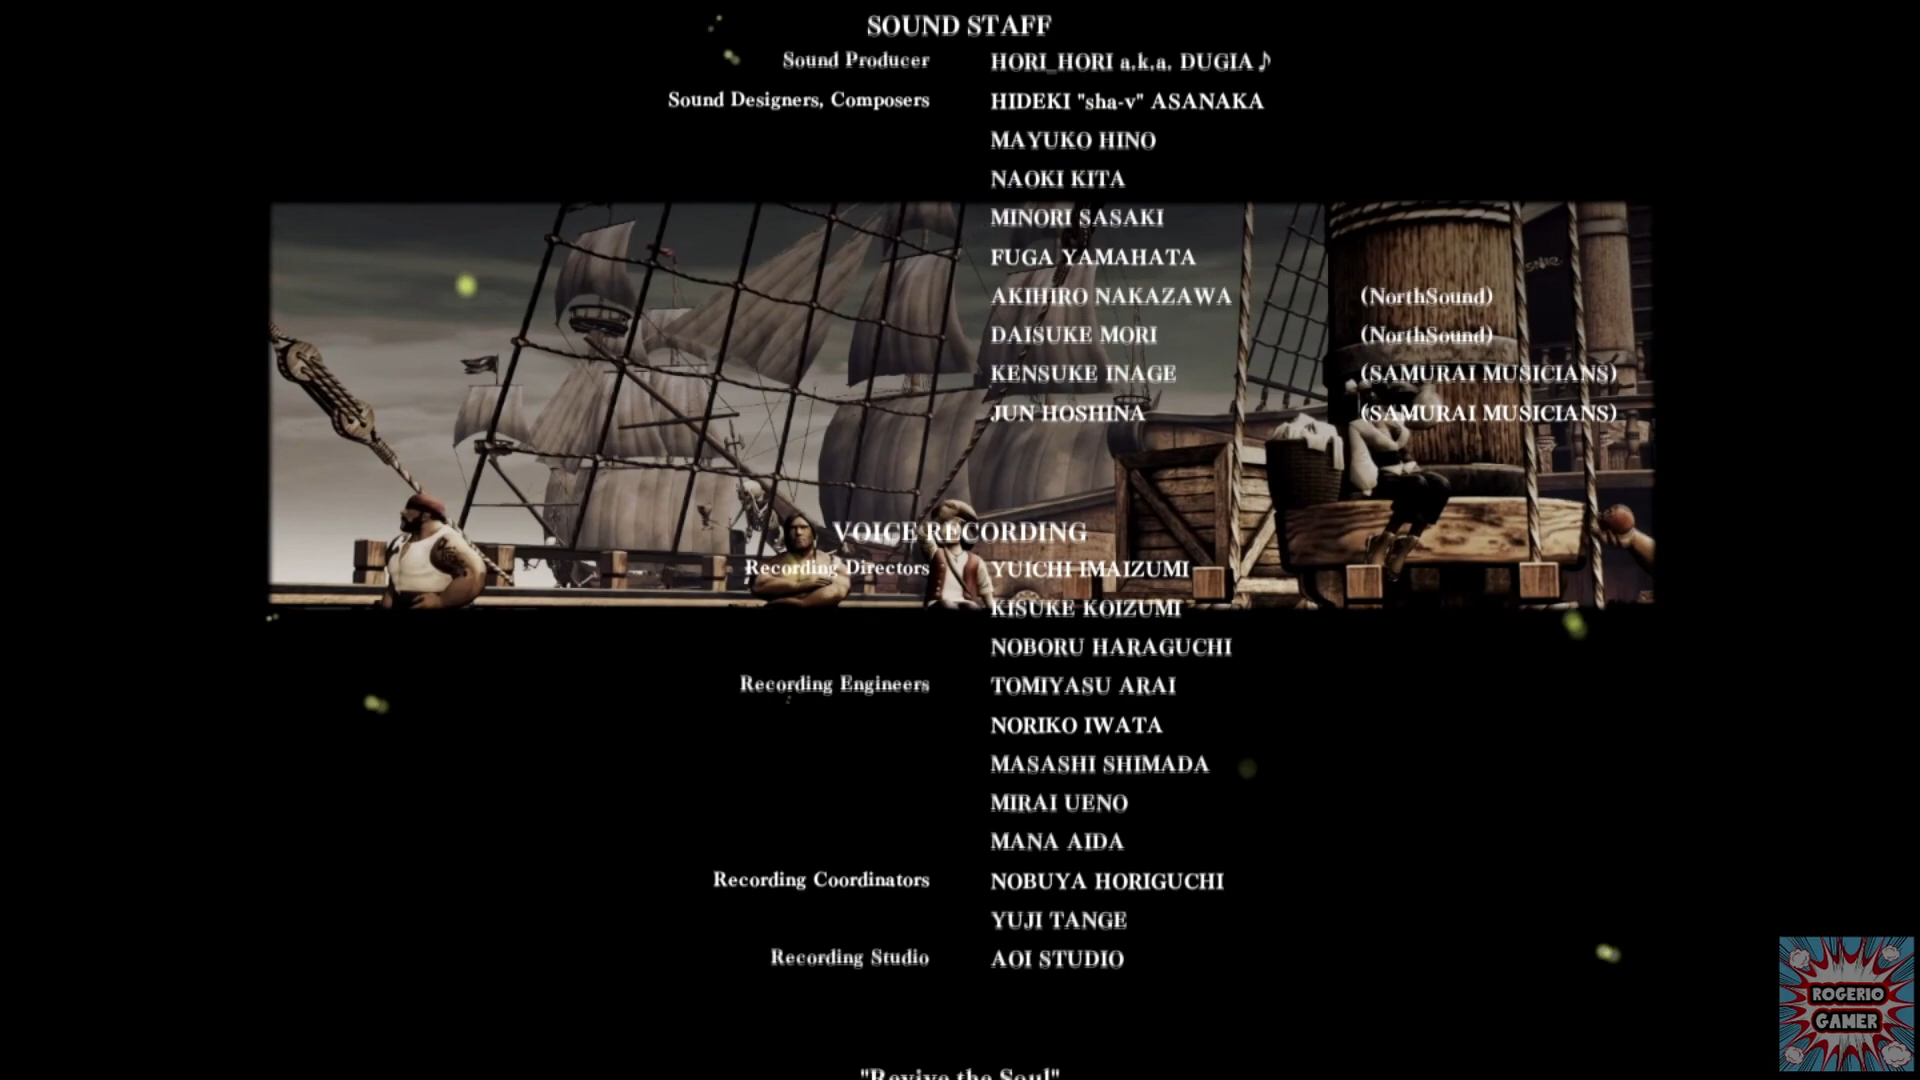 SOUND STAFF
Sound Producer HORI_HORI a.k.a. DUGIA♪
Sound Designers, Composers HIDEKI "sha-v" ASANAKA
MAYUKO HINO
NAOKI KITA
MINORI SASAKI
FUGA YAMAHATA
AKIHIRO NAKAZAWA (NorthSound)
DAISUKE MORI (NorthSound)
KENSUKE INAGE (SAMURAI MUSICIANS)
JUN HOSHINA (SAMURAI MUSICIANS)
VOICE RECORDING
Recording Directors YUICHI IMAIZUMI
KISUKE KOIZUMI
NOBORU HARAGUCHI
Recording Engineers TOMIYASU ARAI
NORIKO IWATA
MASASHI SHIMADA
MIRAI UENO
MANA AIDA
Recording Coordinators NOBUYA HORIGUCHI
YUJI TANGE
Recording Studio AOI STUDIO
"Revive the Soul"
ROGERIO
GAMER